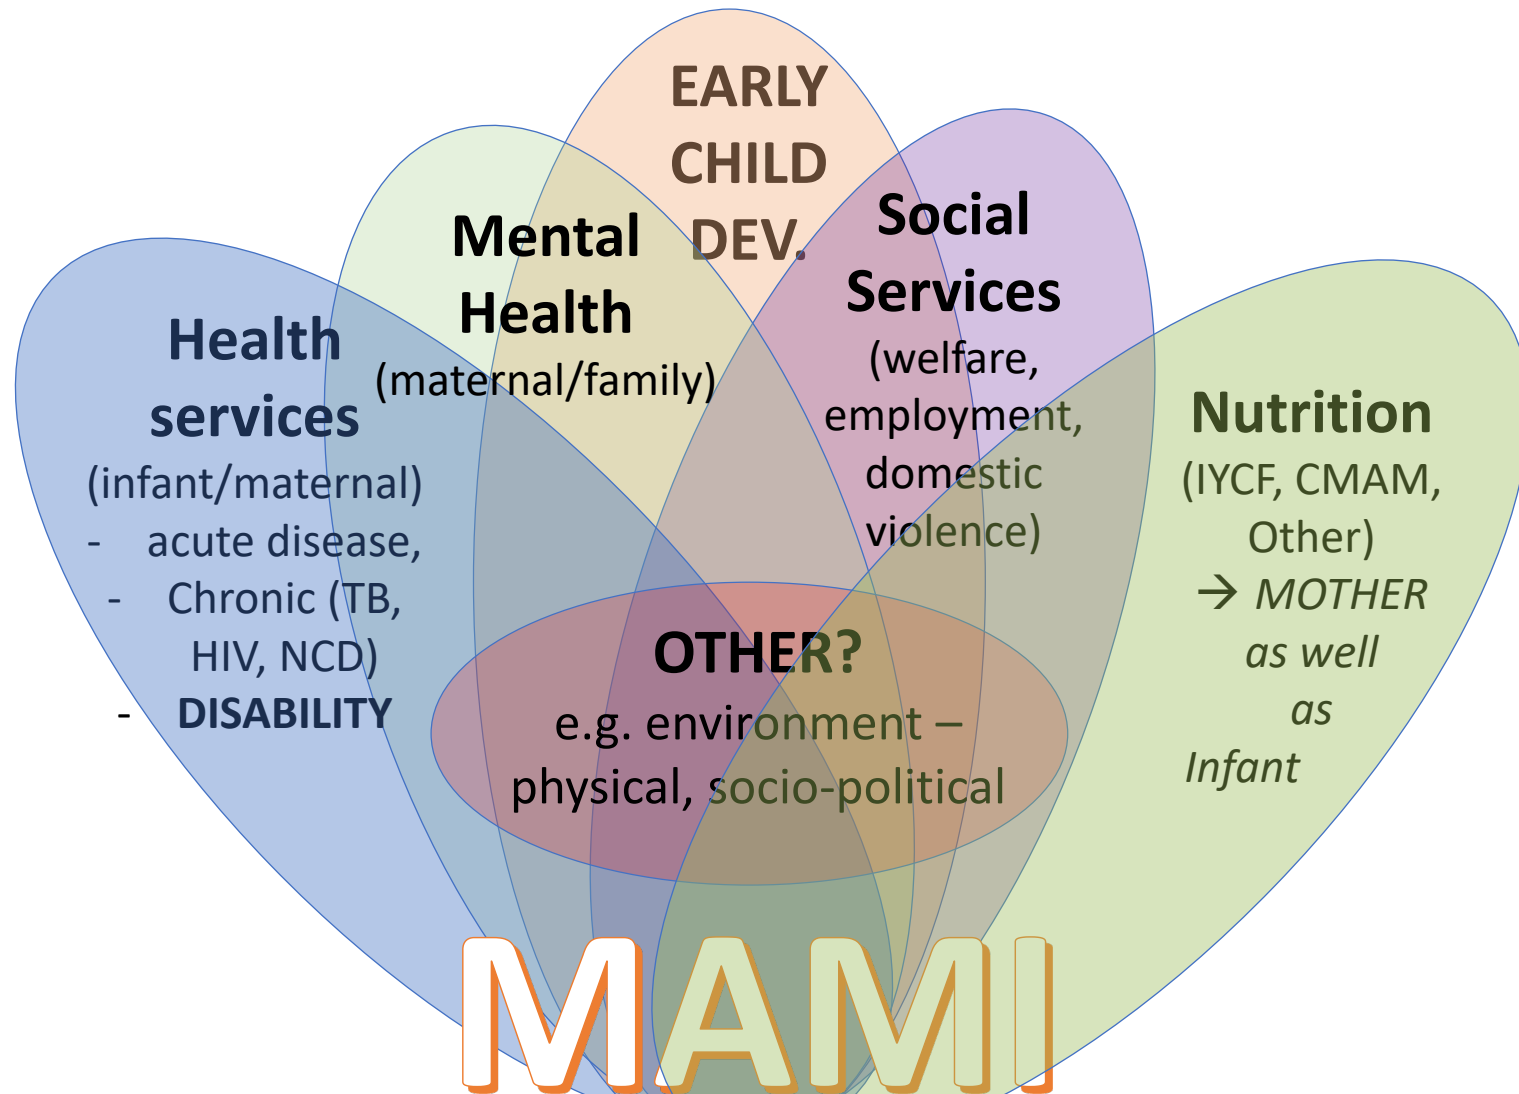 EARLY
CHILD
DEV.
Mental
Health
(maternal/family)
Social
Services
(welfare,
employment,
domestic
violence)
Health
services
(infant/maternal)
- acute disease,
- Chronic (TB,
HIV, NCD)
- DISABILITY
Nutrition
(IYCF, CMAM,
Other)
→ MOTHER
as well
as
Infant
OTHER?
e.g. environment –
physical, socio-political
MAMI